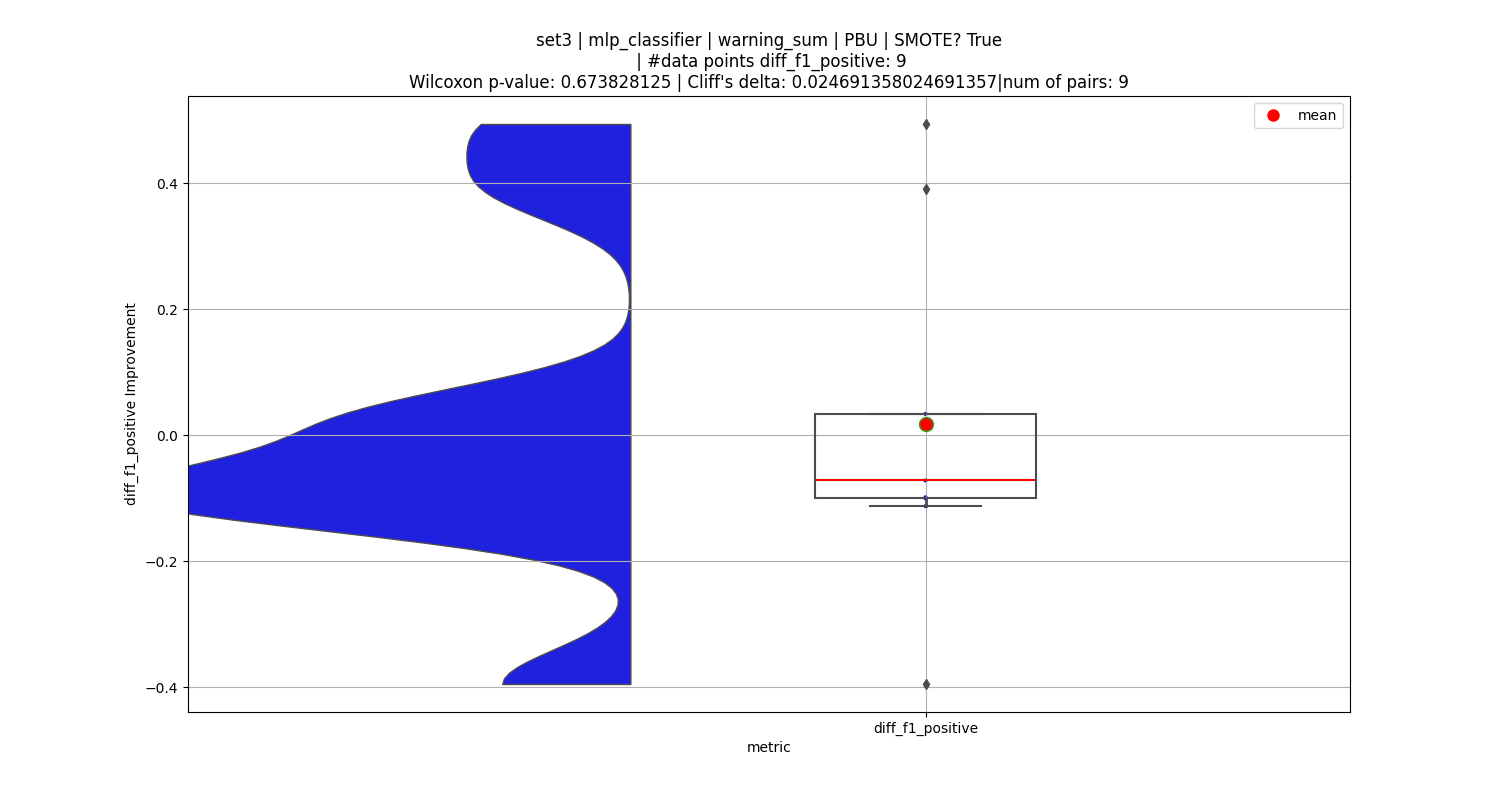 set3 | mlp_classifier | warning_sum | PBU | SMOTE? True
| #data points diff_f1_positive: 9
Wilcoxon p-value: 0.673828125 | Cliff's delta: 0.024691358024691357|num of pairs: 9
mean
0.4
0.2
0.0
−0.2
−0.4
diff_f1_positive Improvement
diff_f1_positive
metric